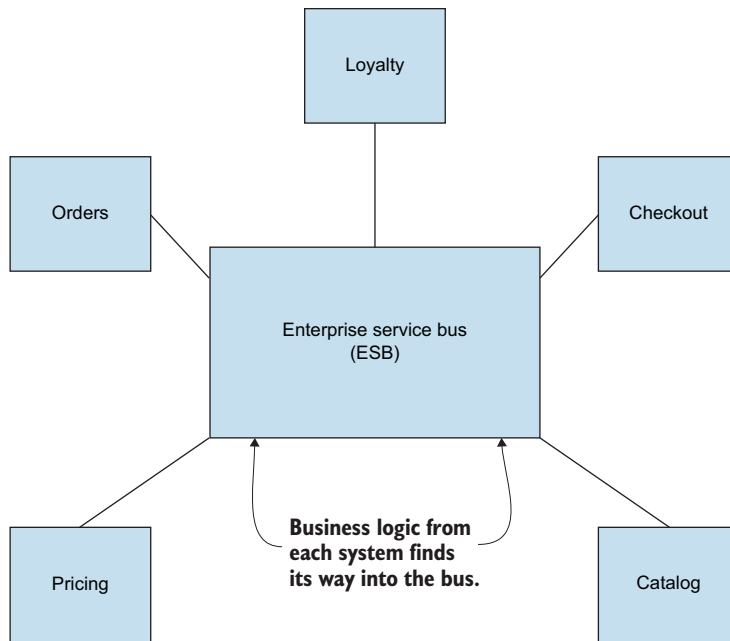 Loyalty
Orders
Checkout
Enterprise service bus
(ESB)
Business logic from
each system finds
its way into the bus.
Pricing
Catalog